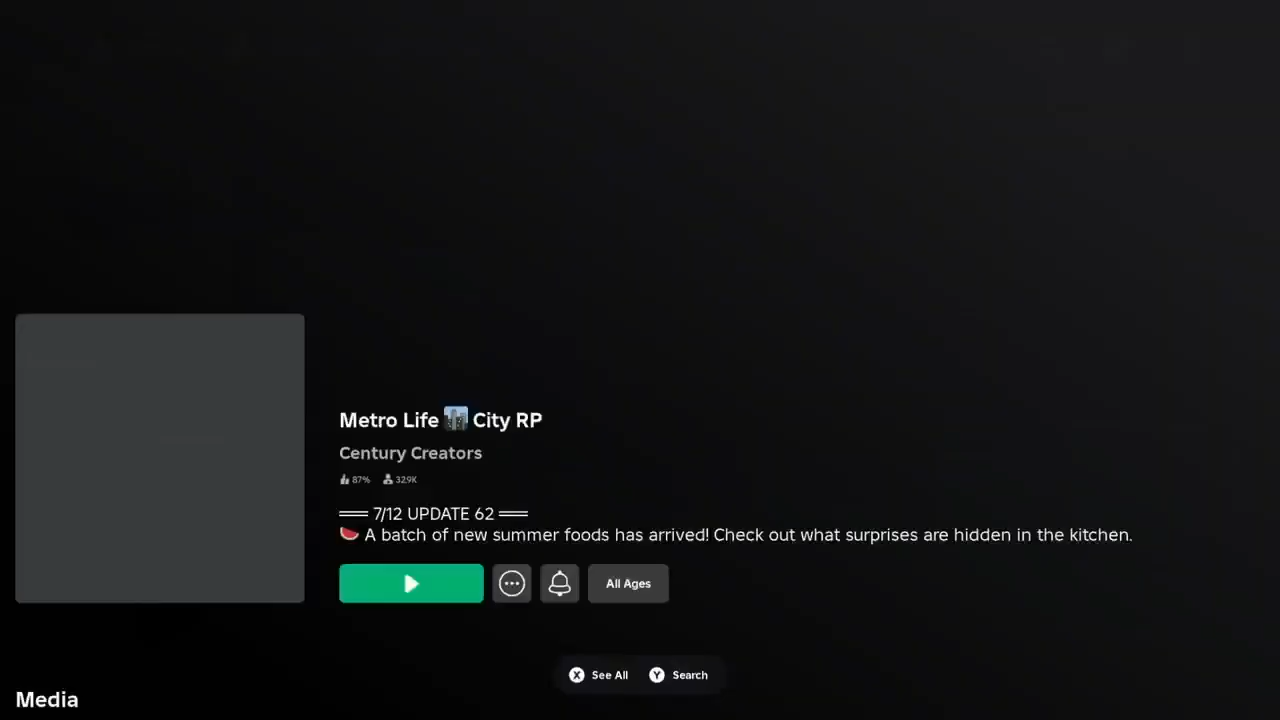 Metro Life 🏙️ City RP
Century Creators
87% 329K
═══ 7/12 UPDATE 62 ═══
🍉 A batch of new summer foods has arrived! Check out what surprises are hidden in the kitchen.
All Ages
X See All Y Search
Media